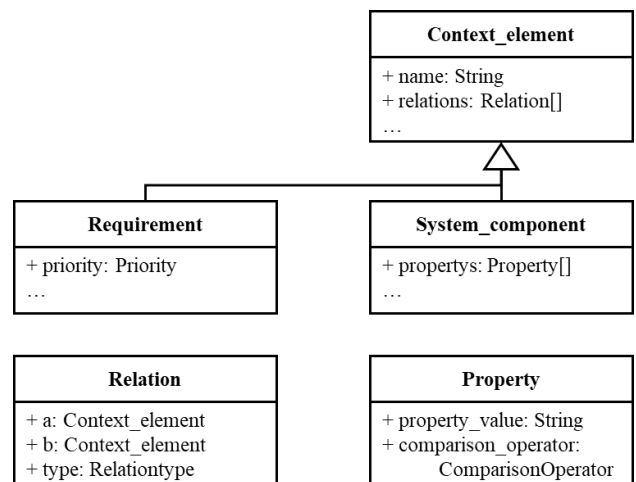 Context_element
+ name: String
+ relations: Relation[]
…
Requirement
+ priority: Priority
…
System_component
+ propertys: Property[]
…
Relation
+ a: Context_element
+ b: Context_element
+ type: Relationtype
Property
+ property_value: String
+ comparison_operator:
ComparisonOperator